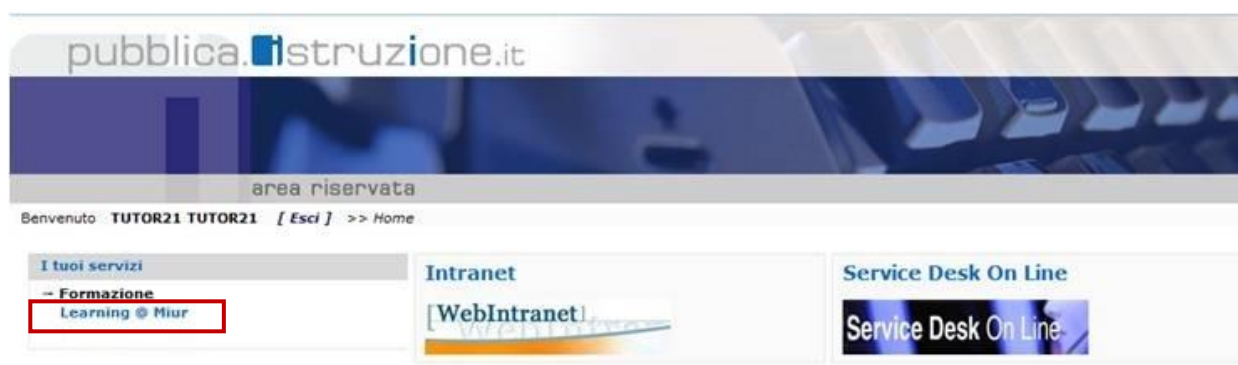 pubblica.istruzione.it
area riservata
Benvenuto TUTOR21 TUTOR21 [ Esci ] >> Home
I tuoi servizi
→ Formazione
Learning @ Miur
Intranet
[WebIntranet]
WebIntranet
Service Desk On Line
Service Desk On Line